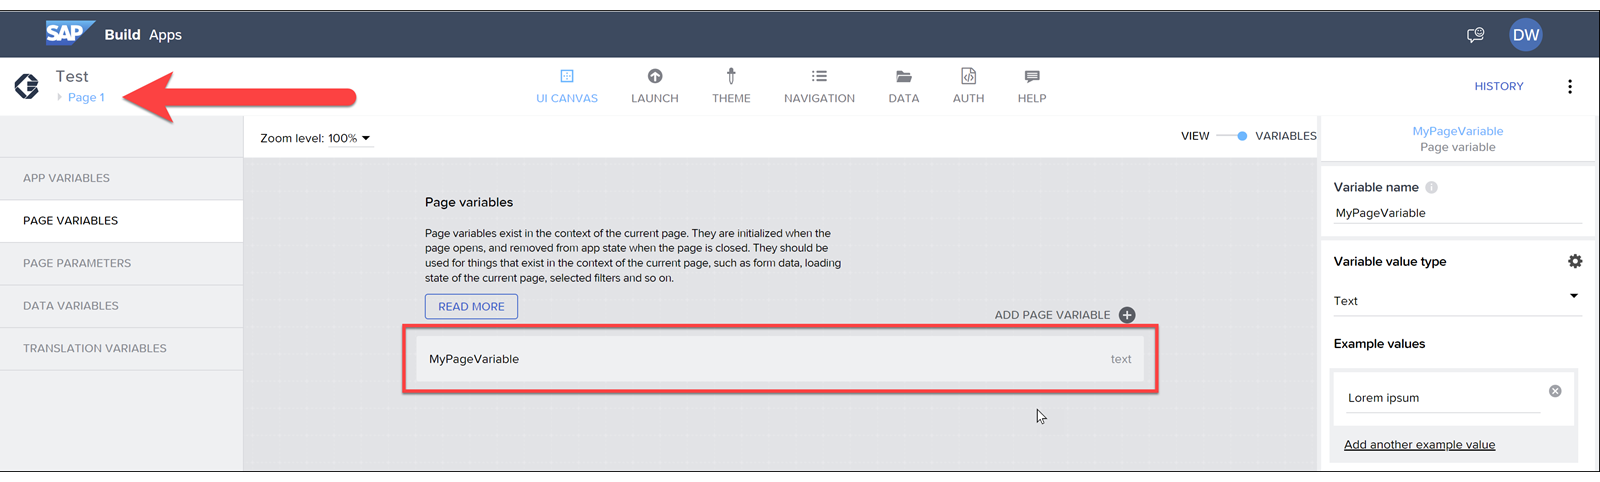 SAP Build Apps
DW
Test
Page 1
UI CANVAS
LAUNCH
THEME
NAVIGATION
DATA
AUTH
HELP
HISTORY
APP VARIABLES
PAGE VARIABLES
PAGE PARAMETERS
DATA VARIABLES
TRANSLATION VARIABLES
Zoom level: 100%
VIEW
VARIABLES
Page variables
Page variables exist in the context of the current page. They are initialized when the
page opens, and removed from app state when the page is closed. They should be
used for things that exist in the context of the current page, such as form data, loading
state of the current page, selected filters and so on.
READ MORE
ADD PAGE VARIABLE
MyPageVariable
text
MyPageVariable
Page variable
Variable name
MyPageVariable
Variable value type
Text
Example values
Lorem ipsum
Add another example value